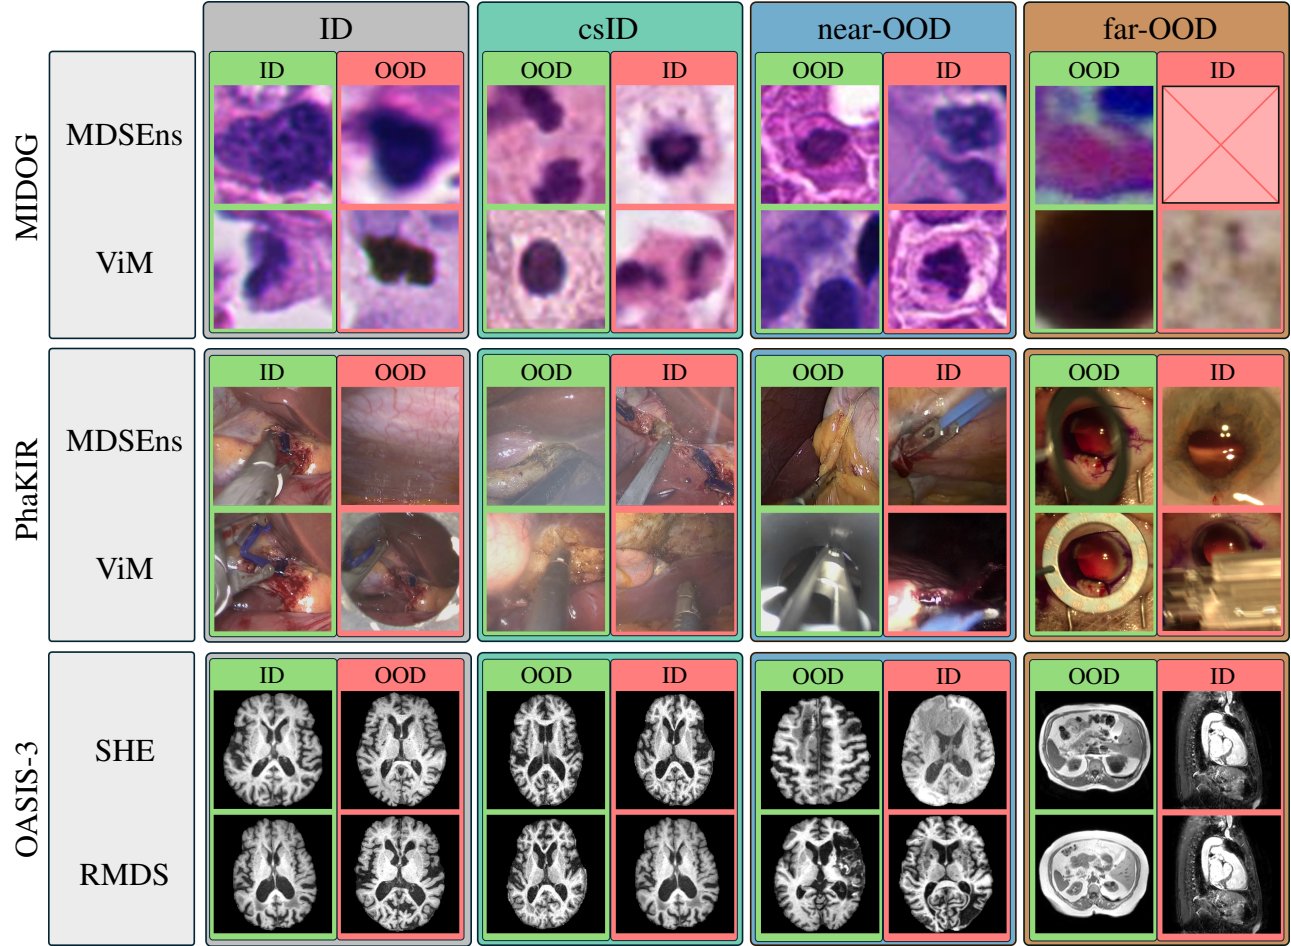 ID csID near-OOD far-OOD
MIDOG
ID OOD OOD ID OOD ID OOD ID
MDSEns
ViM
PhaKIR
ID OOD OOD ID OOD ID OOD ID
MDSEns
ViM
OASIS-3
ID OOD OOD ID OOD ID OOD ID
SHE
RMDS